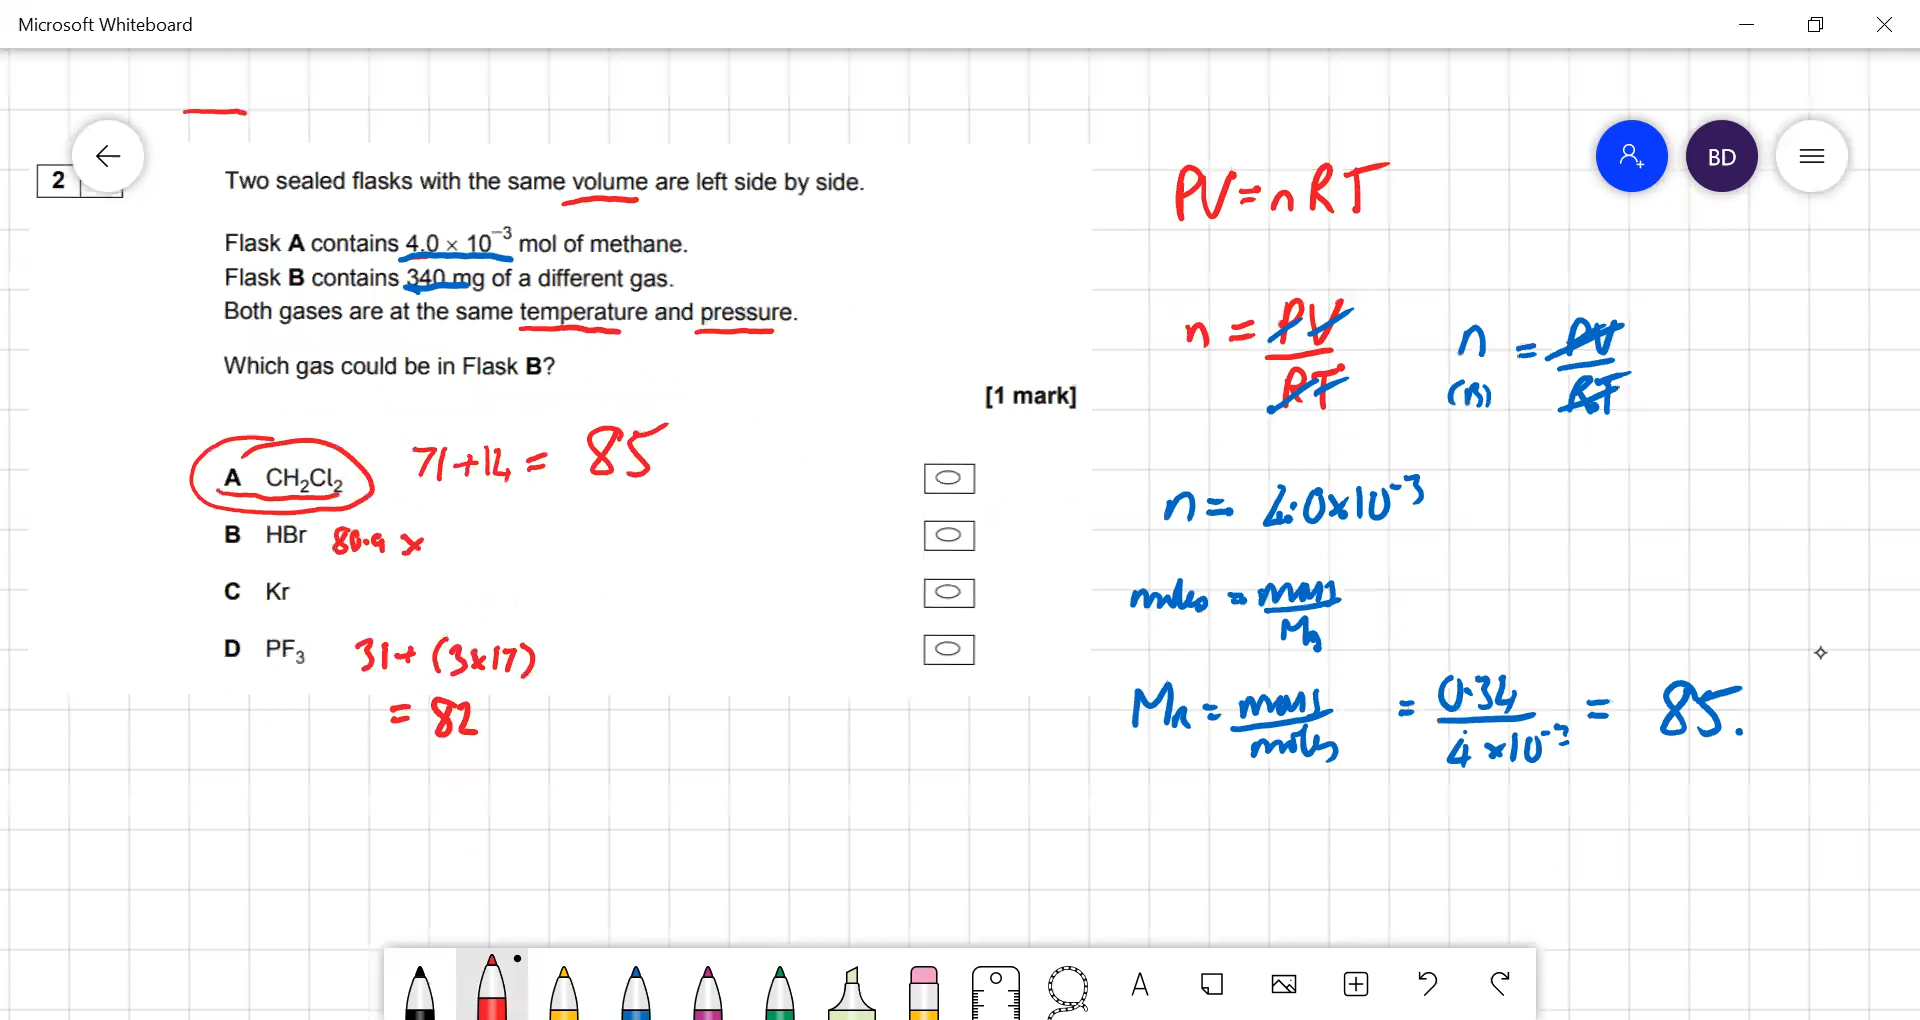 Microsoft Whiteboard
BD
2
Two sealed flasks with the same volume are left side by side.
Flask A contains 4.0 × 10⁻³ mol of methane.
Flask B contains 340 mg of a different gas.
Both gases are at the same temperature and pressure.
Which gas could be in Flask B?
[1 mark]
A CH₂Cl₂ 71+14 = 85
B HBr 80.9 x
C Kr
D PF₃ 31+ (3x17)
= 82
PV = nRT
n = PV/RT
n (B) = PV/RT
n = 4.0x10⁻³
moles = mass/Mr
MR = mass/moles = 0.34/4 x10⁻³ = 85.
A